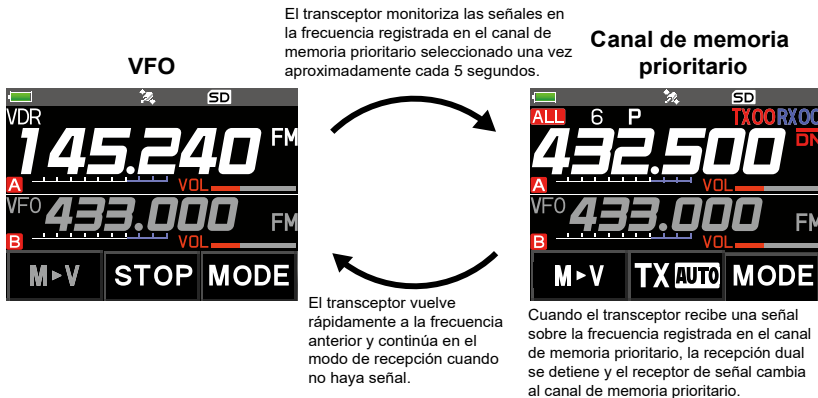 El transceptor monitoriza las señales en
la frecuencia registrada en el canal de
memoria prioritario seleccionado una vez
aproximadamente cada 5 segundos.
VFO
Canal de memoria
prioritario
SD
VDR
145.240
FM
A
VOL
VFO
433.000
FM
B
VOL
M►V
STOP
MODE
SD
ALL
6
P
TX00
RX00
432.500
DN
A
VOL
VFO
433.000
FM
B
VOL
M►V
TX AUTO
MODE
El transceptor vuelve
rápidamente a la frecuencia
anterior y continúa en el
modo de recepción cuando
no haya señal.
Cuando el transceptor recibe una señal
sobre la frecuencia registrada en el canal
de memoria prioritario, la recepción dual
se detiene y el receptor de señal cambia
al canal de memoria prioritario.